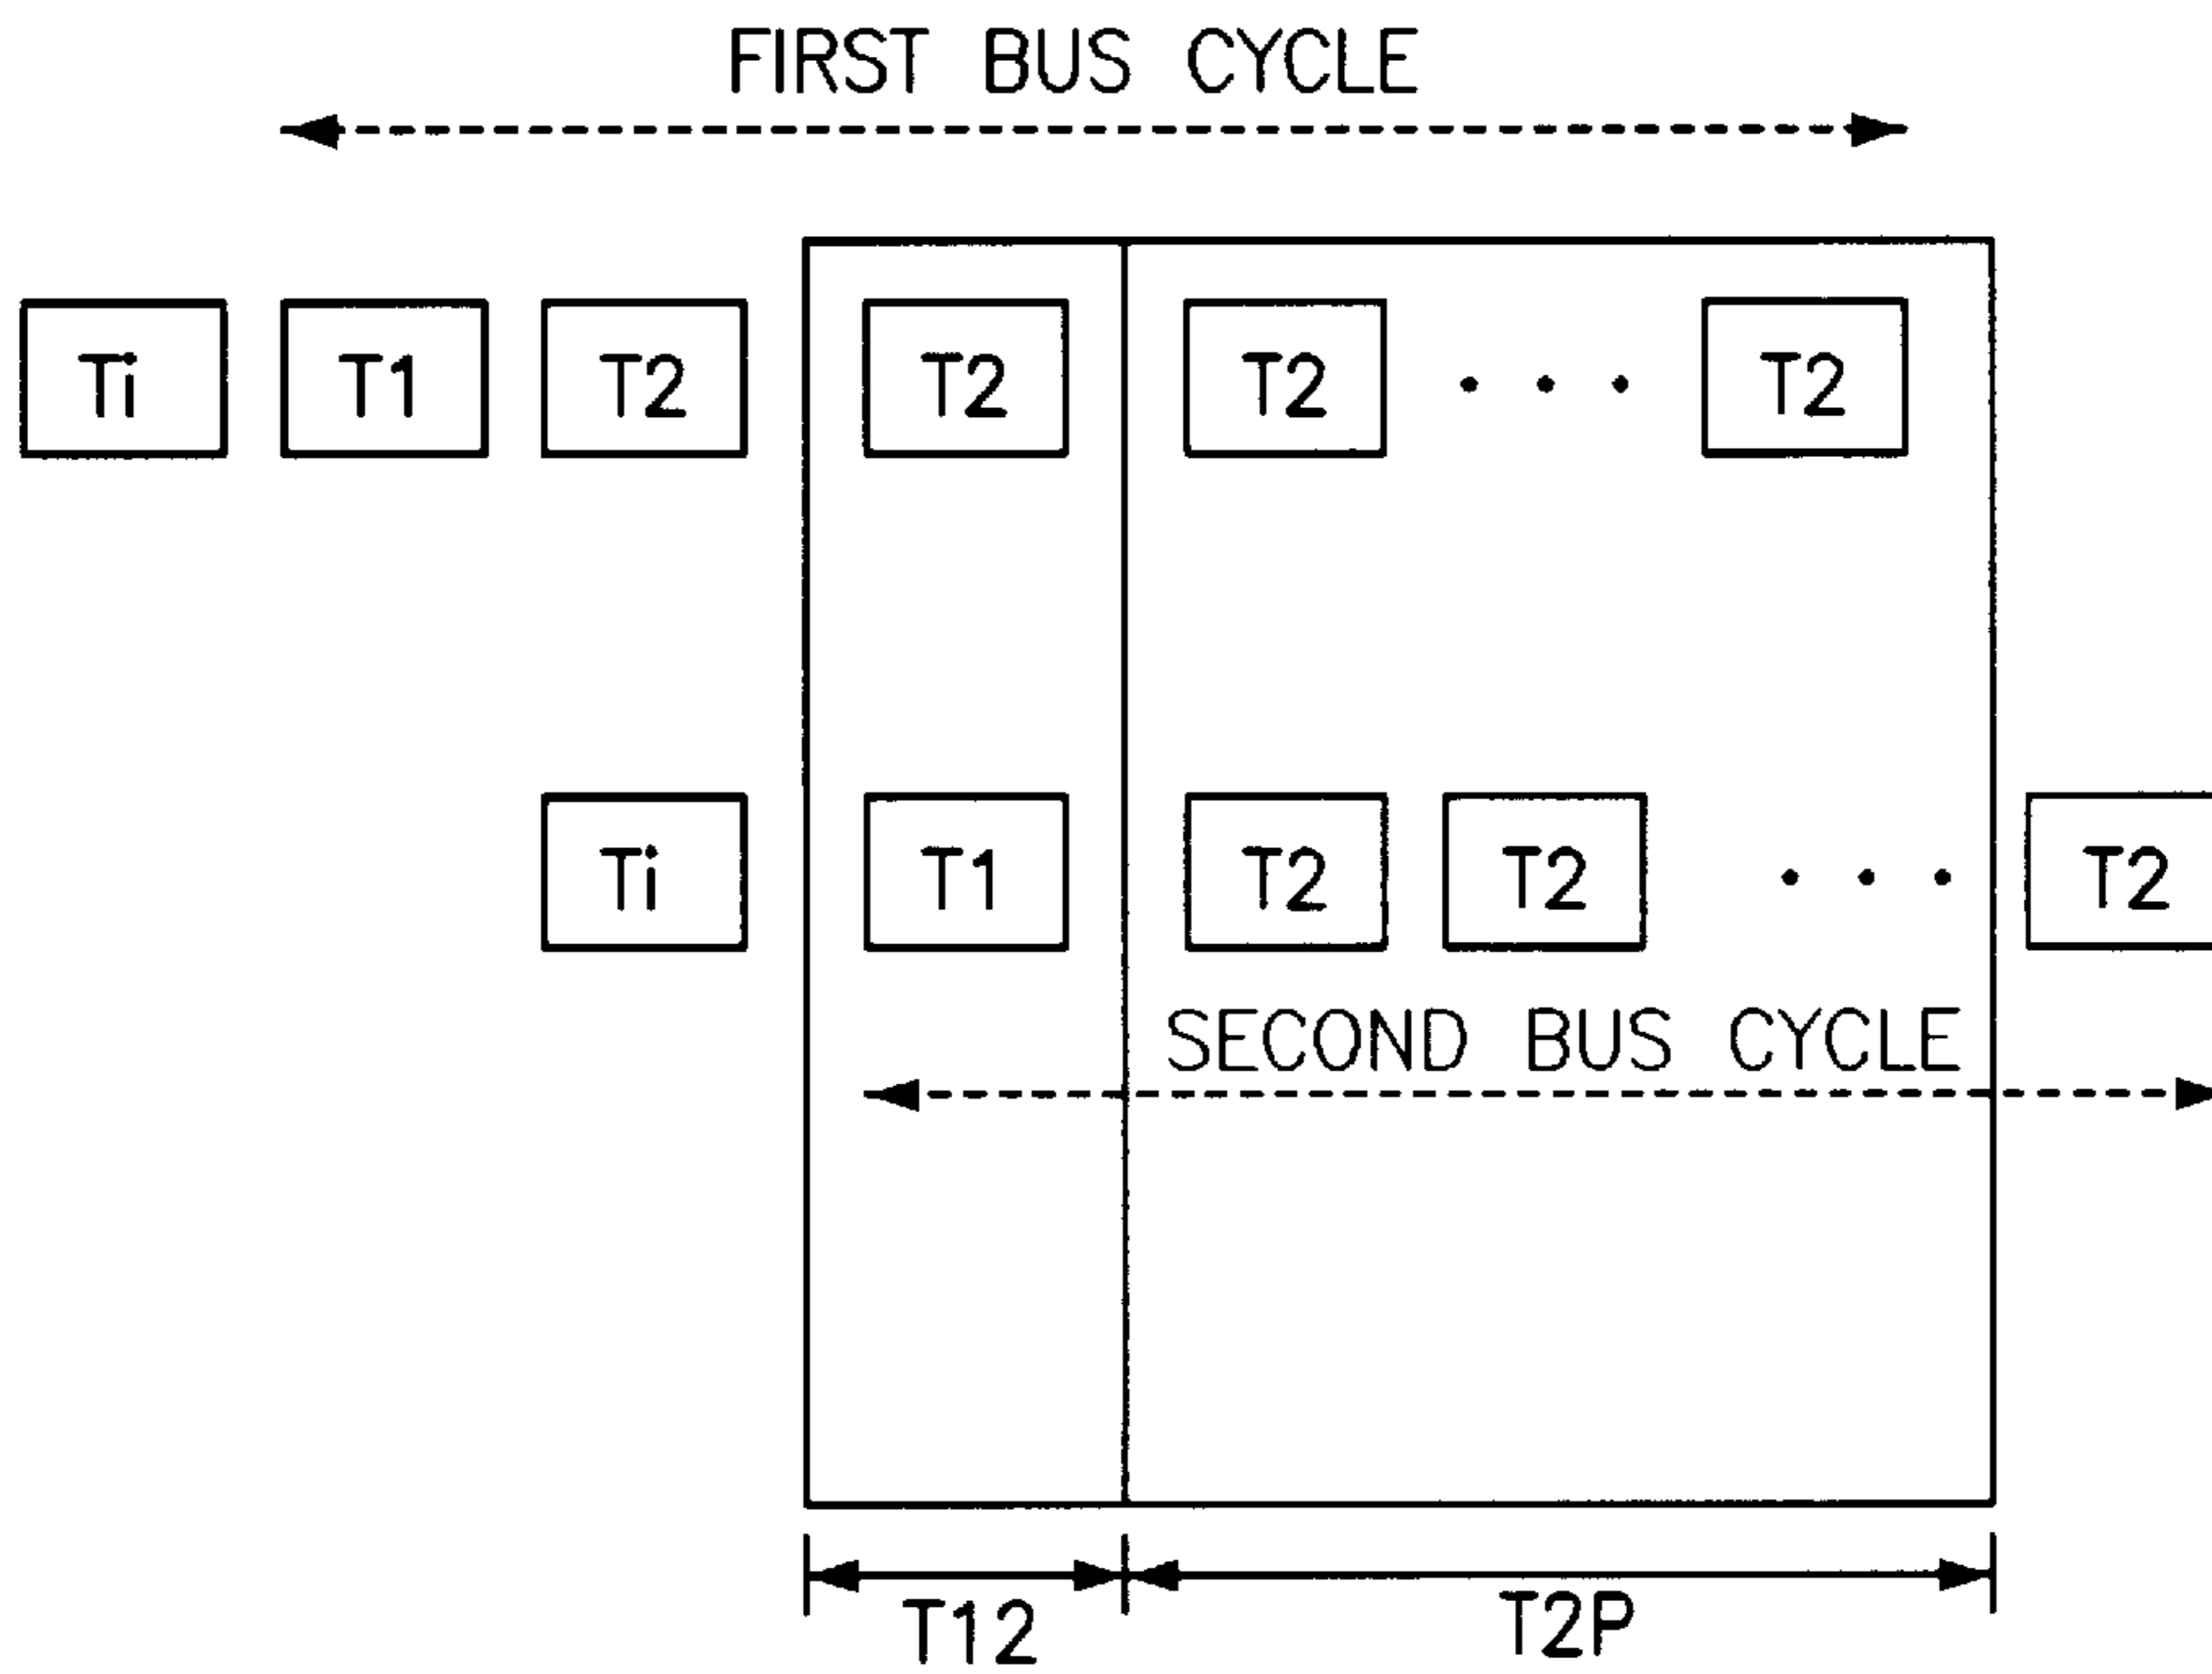 FIRST BUS CYCLE
Ti T1 T2 T2 T2 . . . T2
Ti T1 T2 T2 . . . T2
SECOND BUS CYCLE
T12 T2P